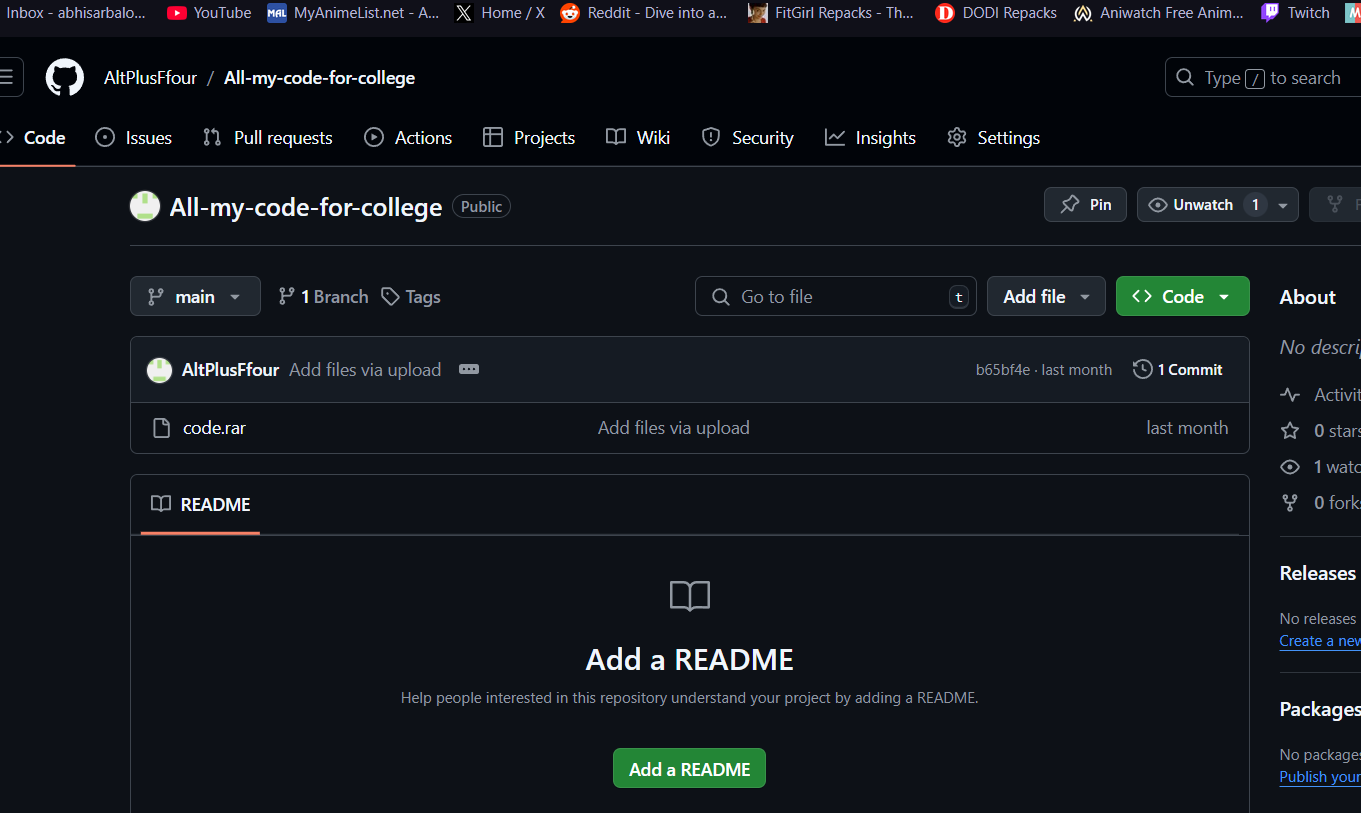 Inbox - abhisarbalo... YouTube MAL MyAnimeList.net - A... X Home / X Reddit - Dive into a... FitGirl Repacks - Th... D DODI Repacks Aniwatch Free Anim... Twitch M
AltPlusFfour / All-my-code-for-college
Type / to search
Code Issues Pull requests Actions Projects Wiki Security Insights Settings
All-my-code-for-college Public
Pin Unwatch 1
main 1 Branch Tags Go to file t Add file Code
About
AltPlusFfour Add files via upload b65bf4e · last month 1 Commit
No descrip
code.rar Add files via upload last month
Activit
0 stars
1 watc
0 forks
README
Add a README
Help people interested in this repository understand your project by adding a README.
Add a README
Releases
No releases
Create a new
Packages
No packages
Publish your